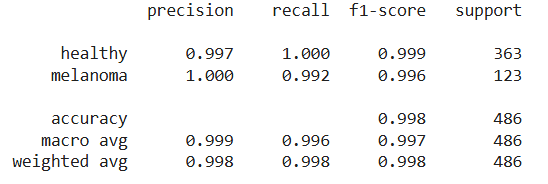 precision recall f1-score support
healthy 0.997 1.000 0.999 363
melanoma 1.000 0.992 0.996 123
accuracy 0.998 486
macro avg 0.999 0.996 0.997 486
weighted avg 0.998 0.998 0.998 486